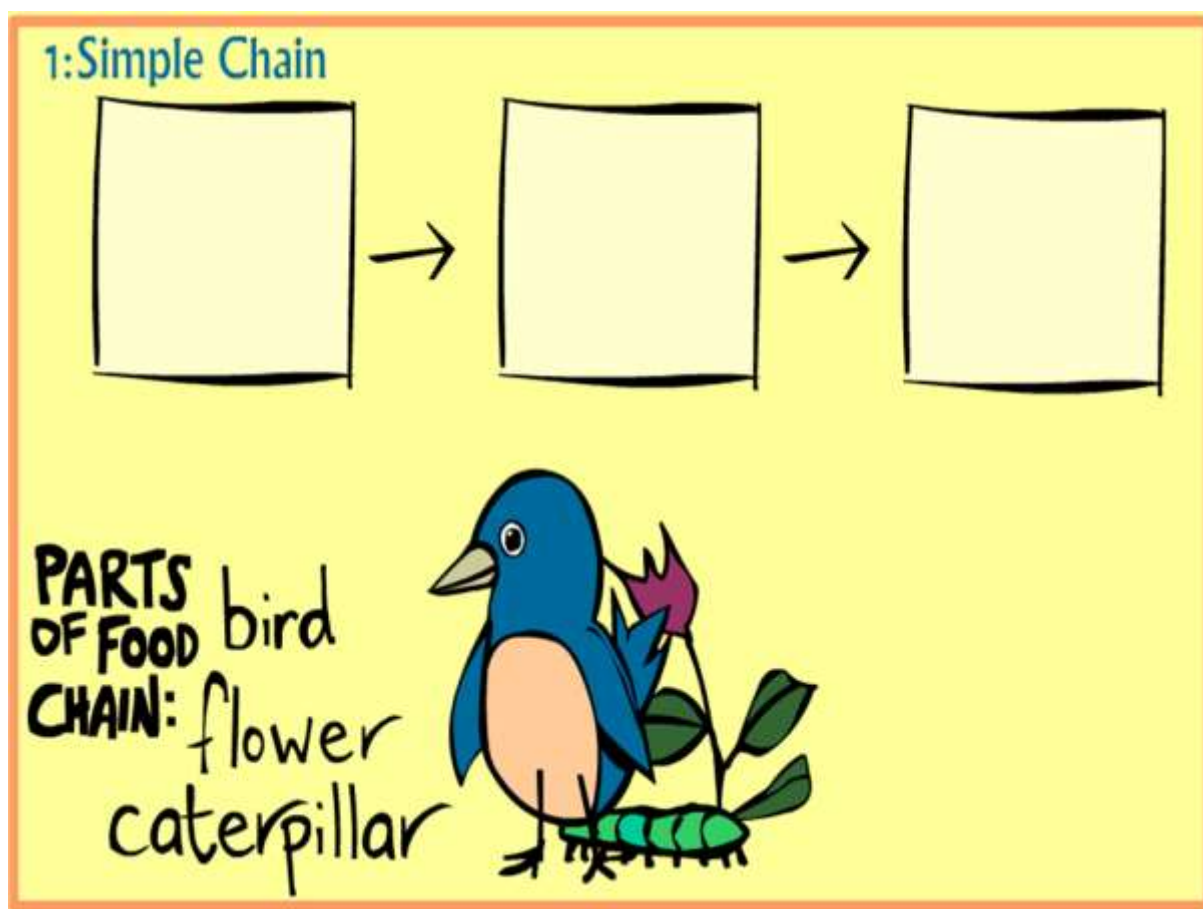 1:Simple Chain
PARTS
OF FOOD
CHAIN:
bird
flower
caterpillar